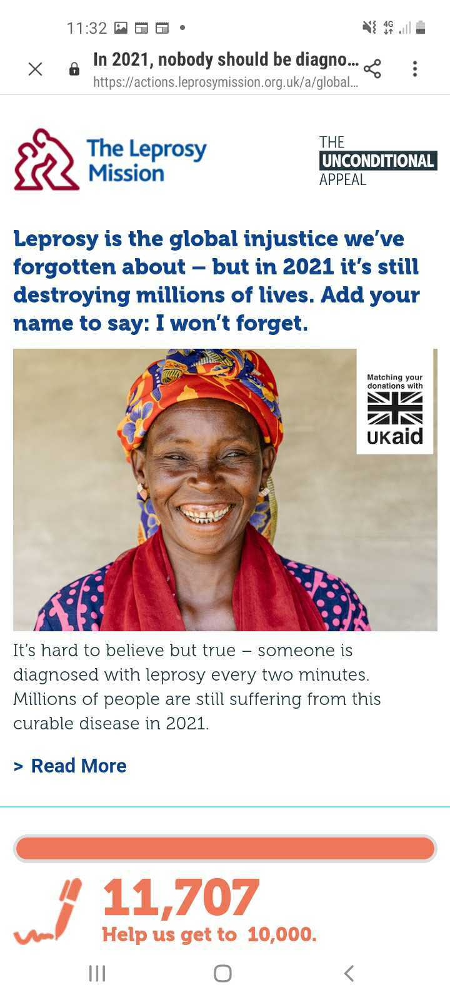 11:32
4G
In 2021, nobody should be diagno...
https://actions.leprosymission.org.uk/a/global...
The Leprosy
Mission
THE
UNCONDITIONAL
APPEAL
Leprosy is the global injustice we've
forgotten about – but in 2021 it's still
destroying millions of lives. Add your
name to say: I won't forget.
Matching your
donations with
UKaid
It's hard to believe but true – someone is
diagnosed with leprosy every two minutes.
Millions of people are still suffering from this
curable disease in 2021.
> Read More
11,707
Help us get to 10,000.